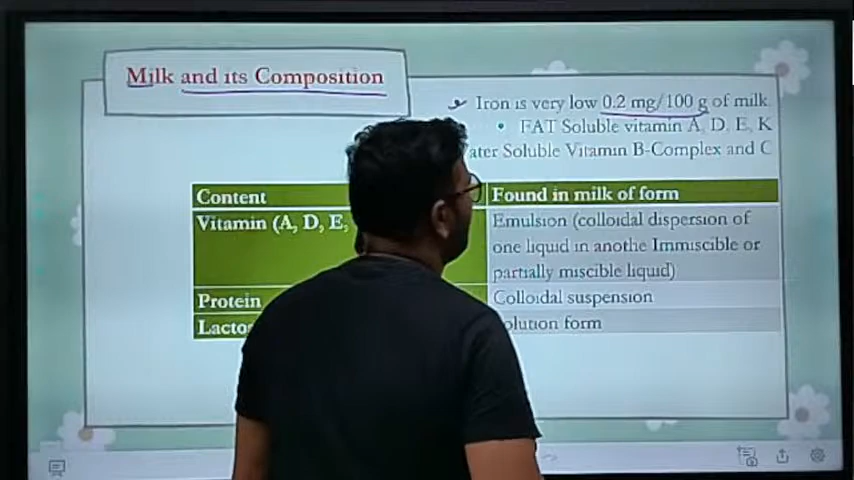 Milk and its Composition
Iron is very low 0.2 mg/100 g of milk
• FAT Soluble vitamin A, D, E, K
ater Soluble Vitamin B-Complex and C
Content
Found in milk of form
Vitamin (A, D, E,
Emulsion (colloidal dispersion of
one liquid in anothe Immiscible or
partially miscible liquid)
Protein
Colloidal suspension
Lactos
olution form